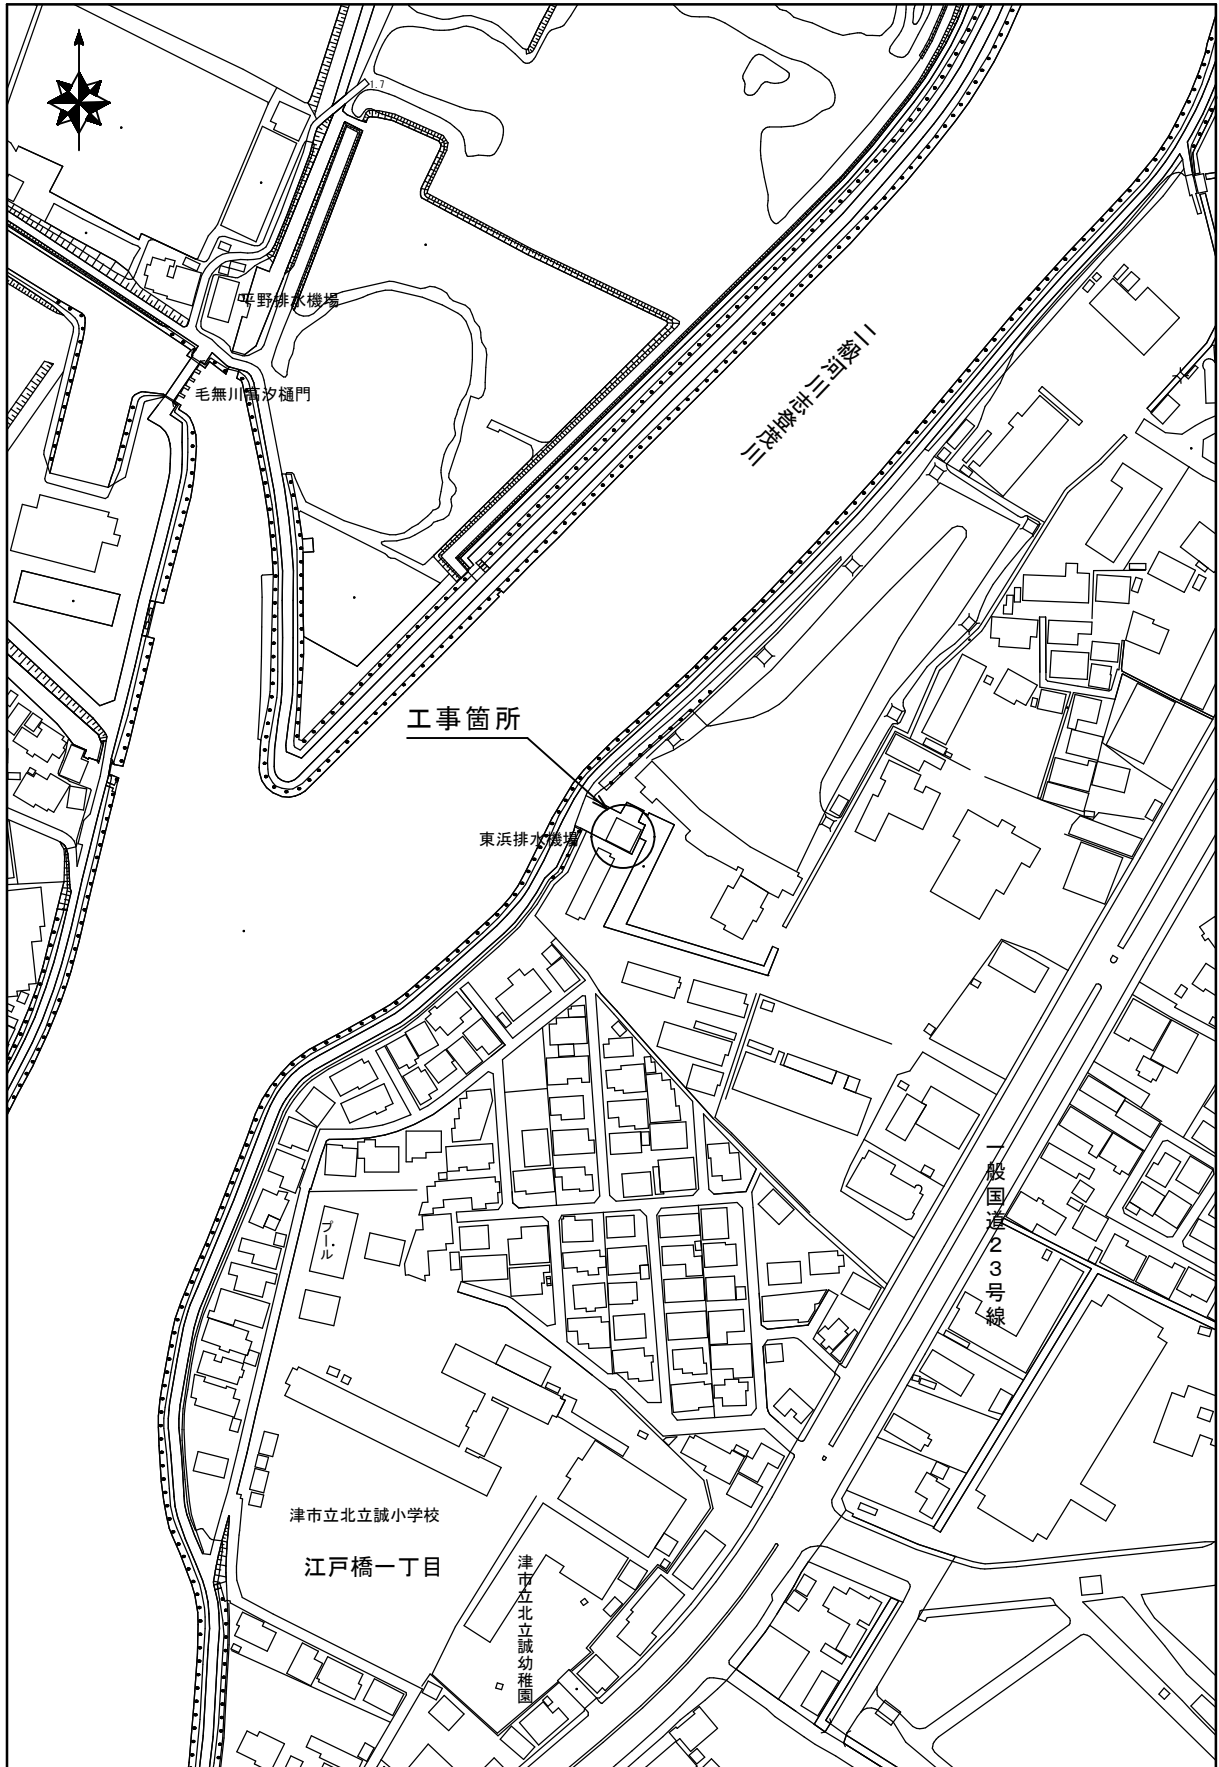 1.7
平野排水機場
毛無川高汐樋門
二級河川志登茂川
工事箇所
東浜排水機場
一般国道23号線
プール
津市立北立誠小学校
江戸橋一丁目
津市立北立誠幼稚園